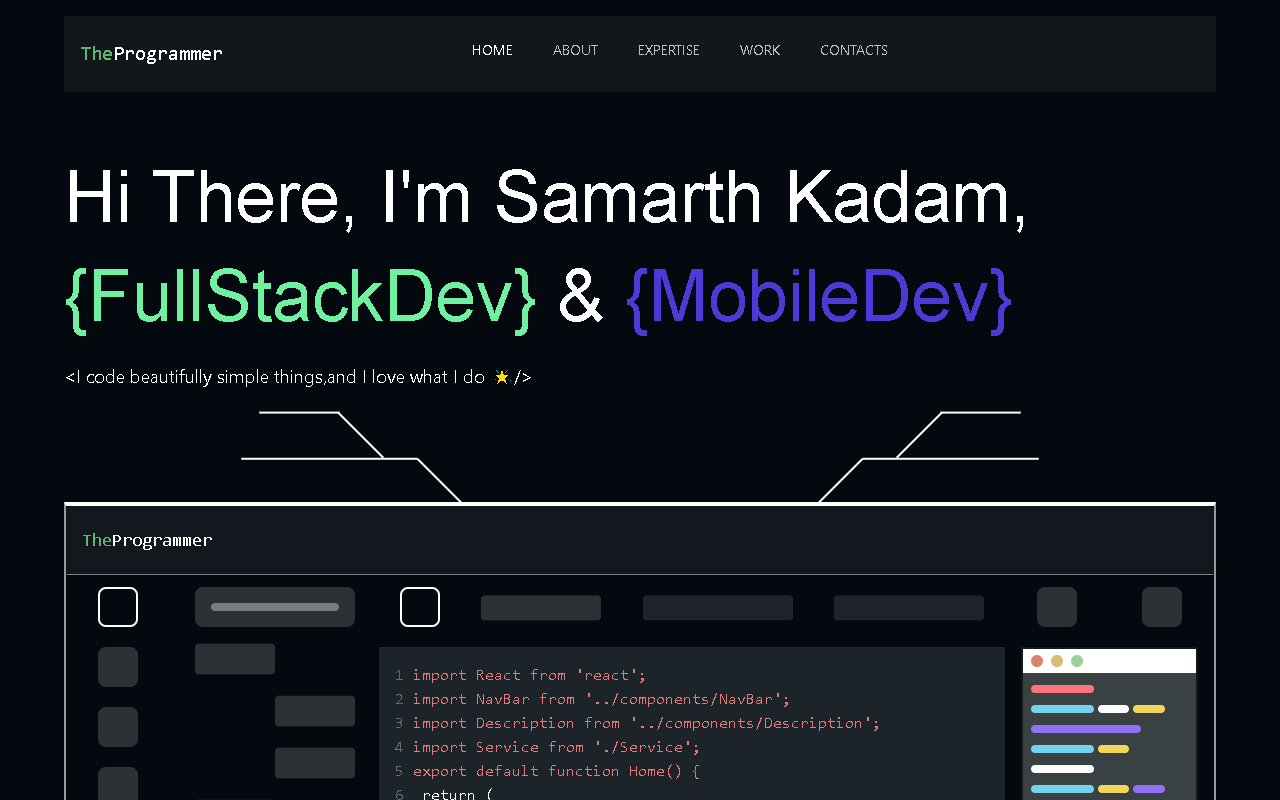 TheProgrammer
HOME ABOUT EXPERTISE WORK CONTACTS
Hi There, I'm Samarth Kadam,
{FullStackDev} & {MobileDev}
<I code beautifully simple things,and I love what I do 🌟/>
TheProgrammer
1 import React from 'react';
2 import NavBar from '../components/NavBar';
3 import Description from '../components/Description';
4 import Service from './Service';
5 export default function Home() {
6 return (